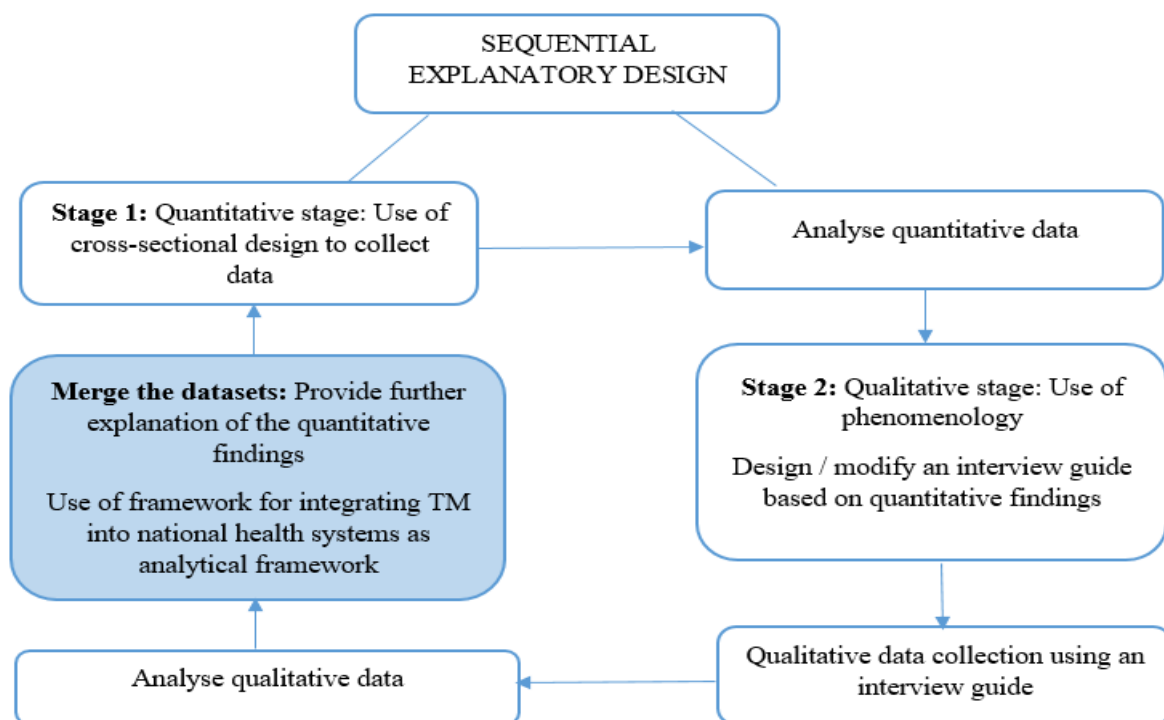 SEQUENTIAL
EXPLANATORY DESIGN
Stage 1: Quantitative stage: Use of
cross-sectional design to collect
data
Analyse quantitative data
Stage 2: Qualitative stage: Use of
phenomenology
Design / modify an interview guide
based on quantitative findings
Qualitative data collection using an
interview guide
Analyse qualitative data
Merge the datasets: Provide further
explanation of the quantitative
findings
Use of framework for integrating TM
into national health systems as
analytical framework